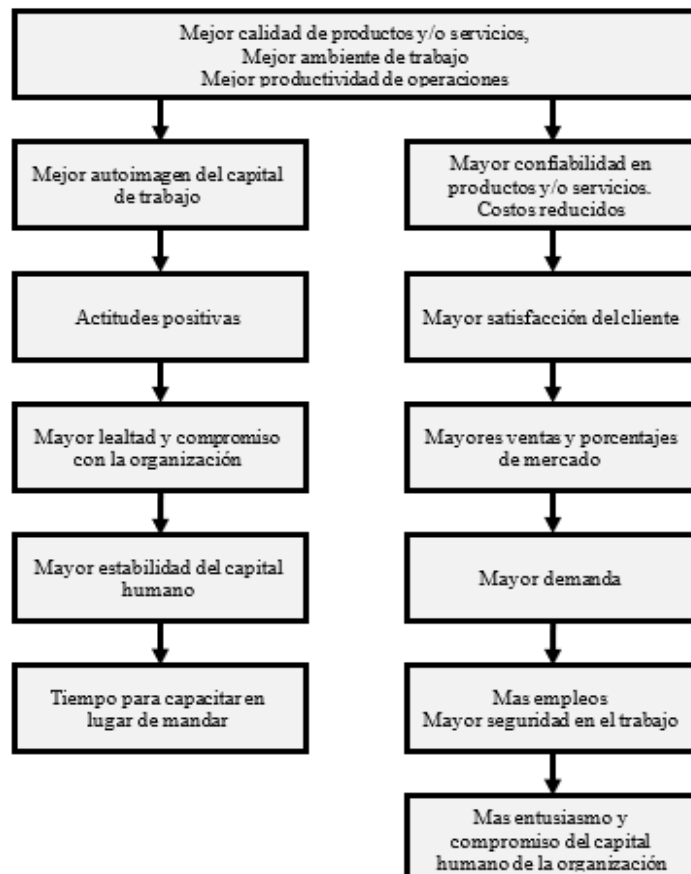 Mejor calidad de productos y/o servicios,
Mejor ambiente de trabajo
Mejor productividad de operaciones
Mejor autoimagen del capital
de trabajo
Actitudes positivas
Mayor lealtad y compromiso
con la organización
Mayor estabilidad del capital
humano
Tiempo para capacitar en
lugar de mandar
Mayor confiabilidad en
productos y/o servicios.
Costos reducidos
Mayor satisfacción del cliente
Mayores ventas y porcentajes
de mercado
Mayor demanda
Mas empleos
Mayor seguridad en el trabajo
Mas entusiasmo y
compromiso del capital
humano de la organización